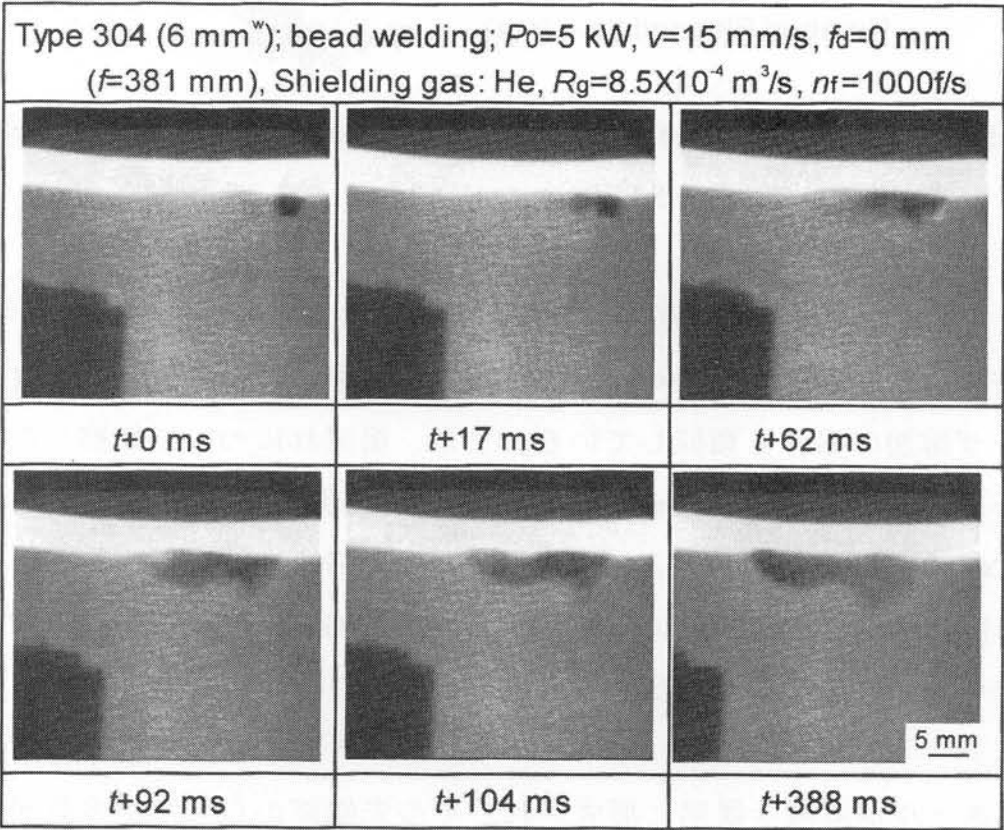 Type 304 (6 mmʷ); bead welding; P₀=5 kW, v=15 mm/s, fd=0 mm
(f=381 mm), Shielding gas: He, Rg=8.5X10⁻⁴ m³/s, nf=1000f/s
t+0 ms
t+17 ms
t+62 ms
5 mm
t+92 ms
t+104 ms
t+388 ms